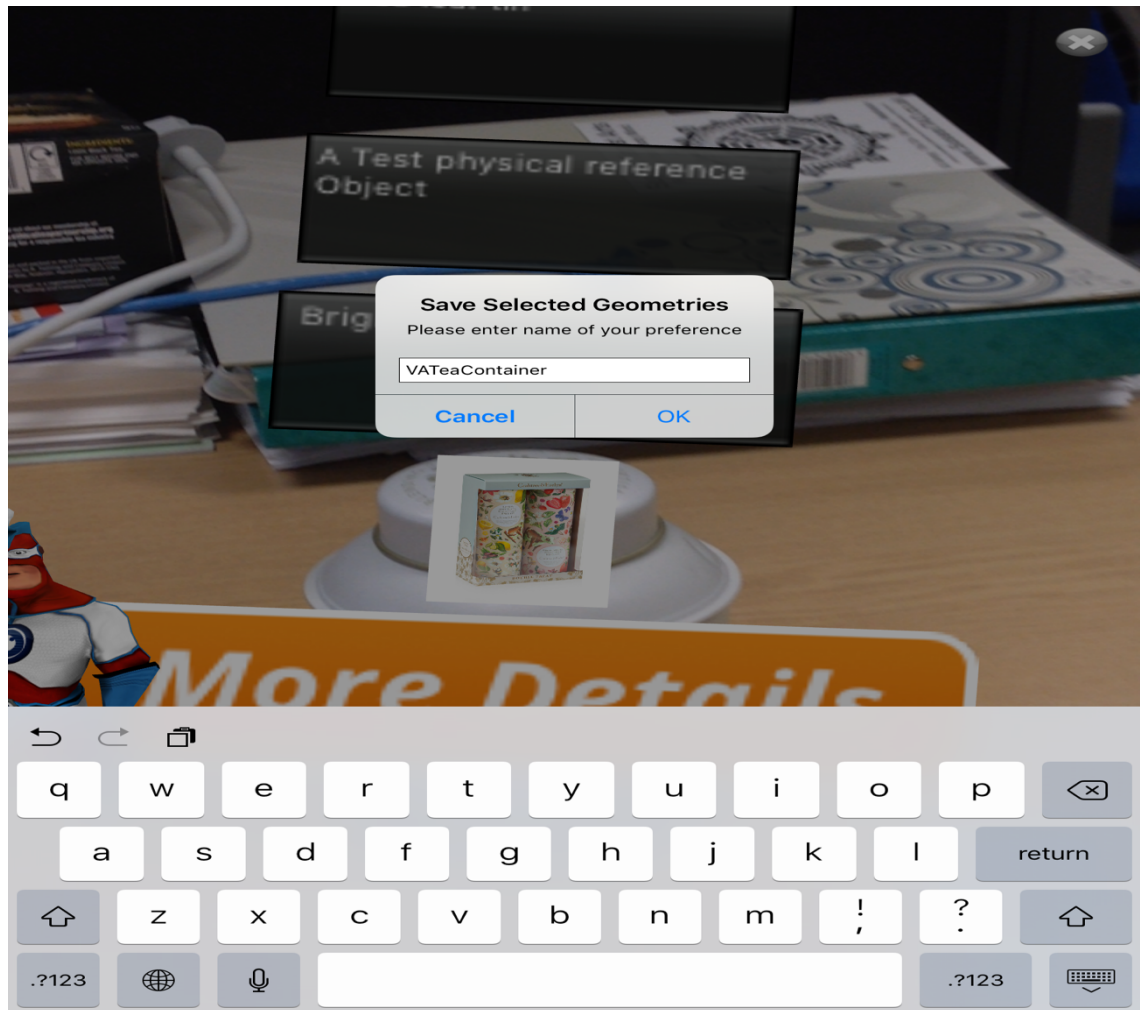 A Test physical reference
Object
Brig
Save Selected Geometries
Please enter name of your preference
VATeaContainer
Cancel
OK
More Details
q w e r t y u i o p
a s d f g h j k l return
z x c v b n m ! , ? .
.?123 .?123